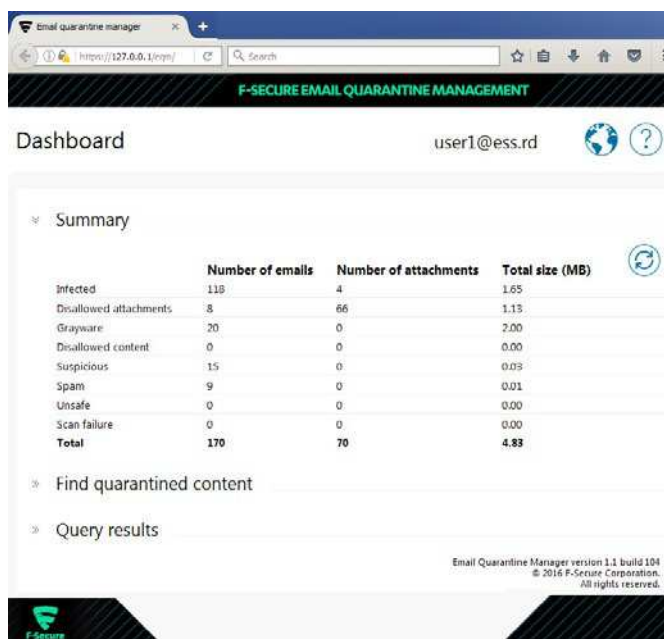 Email quarantine manager
https://127.0.0.1/eqm/
Search
F-SECURE EMAIL QUARANTINE MANAGEMENT
Dashboard user1@ess.rd
Summary
Number of emails Number of attachments Total size (MB)
Infected 118 4 1.65
Disallowed attachments 8 66 1.13
Grayware 20 0 2.00
Disallowed content 0 0 0.00
Suspicious 15 0 0.03
Spam 9 0 0.01
Unsafe 0 0 0.00
Scan failure 0 0 0.00
Total 170 70 4.83
Find quarantined content
Query results
Email Quarantine Manager version 1.1 build 104
© 2016 F-Secure Corporation.
All rights reserved.
F-Secure